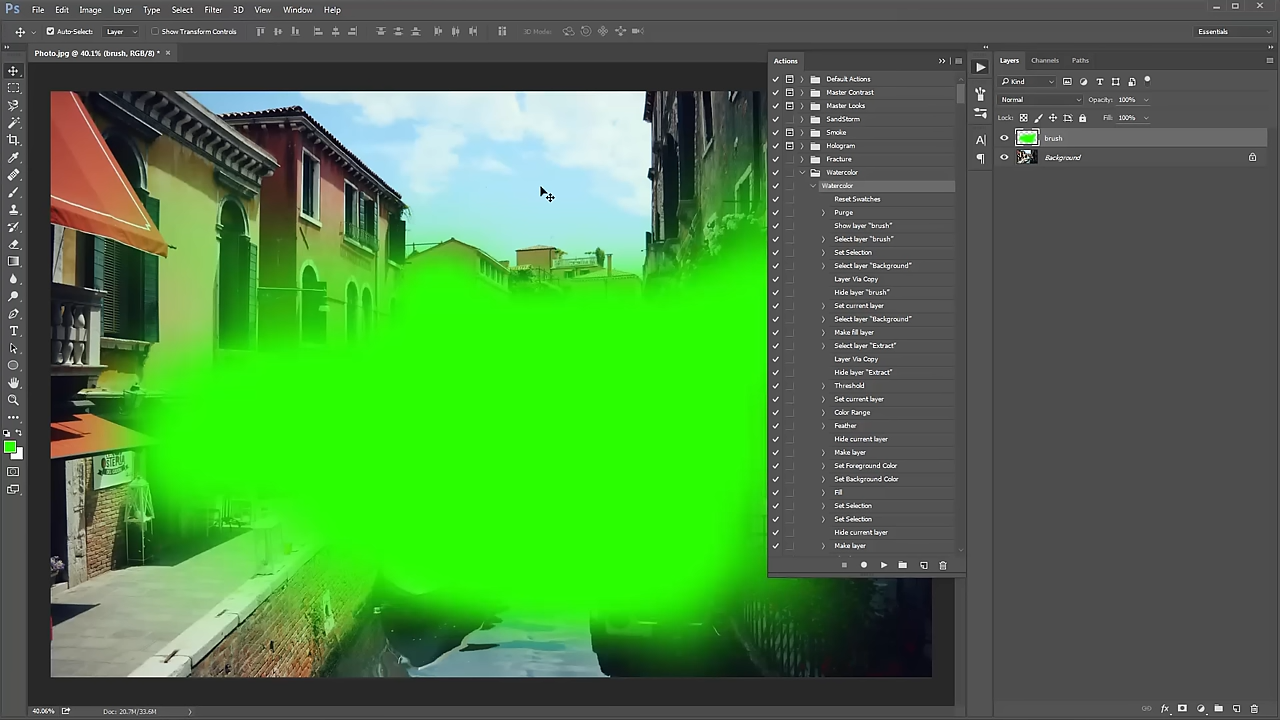 Ps File Edit Image Layer Type Select Filter 3D View Window Help
Auto-Select: Layer Show Transform Controls 3D Mode: Essentials
Photo.jpg @ 40.1% (brush, RGB/8) * ×
Actions
Default Actions
Master Contrast
Master Looks
SandStorm
Smoke
Hologram
Fracture
Watercolor
Watercolor
Reset Swatches
Purge
Show layer "brush"
Select layer "brush"
Set Selection
Select layer "Background"
Layer Via Copy
Hide layer "brush"
Set current layer
Select layer "Background"
Make fill layer
Select layer "Extract"
Layer Via Copy
Hide layer "Extract"
Threshold
Set current layer
Color Range
Feather
Hide current layer
Make layer
Set Foreground Color
Set Background Color
Fill
Set Selection
Set Selection
Hide current layer
Make layer
Layers Channels Paths
Kind
Normal Opacity: 100%
Lock: Fill: 100%
brush
Background
OSTERIA
40.06% Doc: 20.7M/33.6M